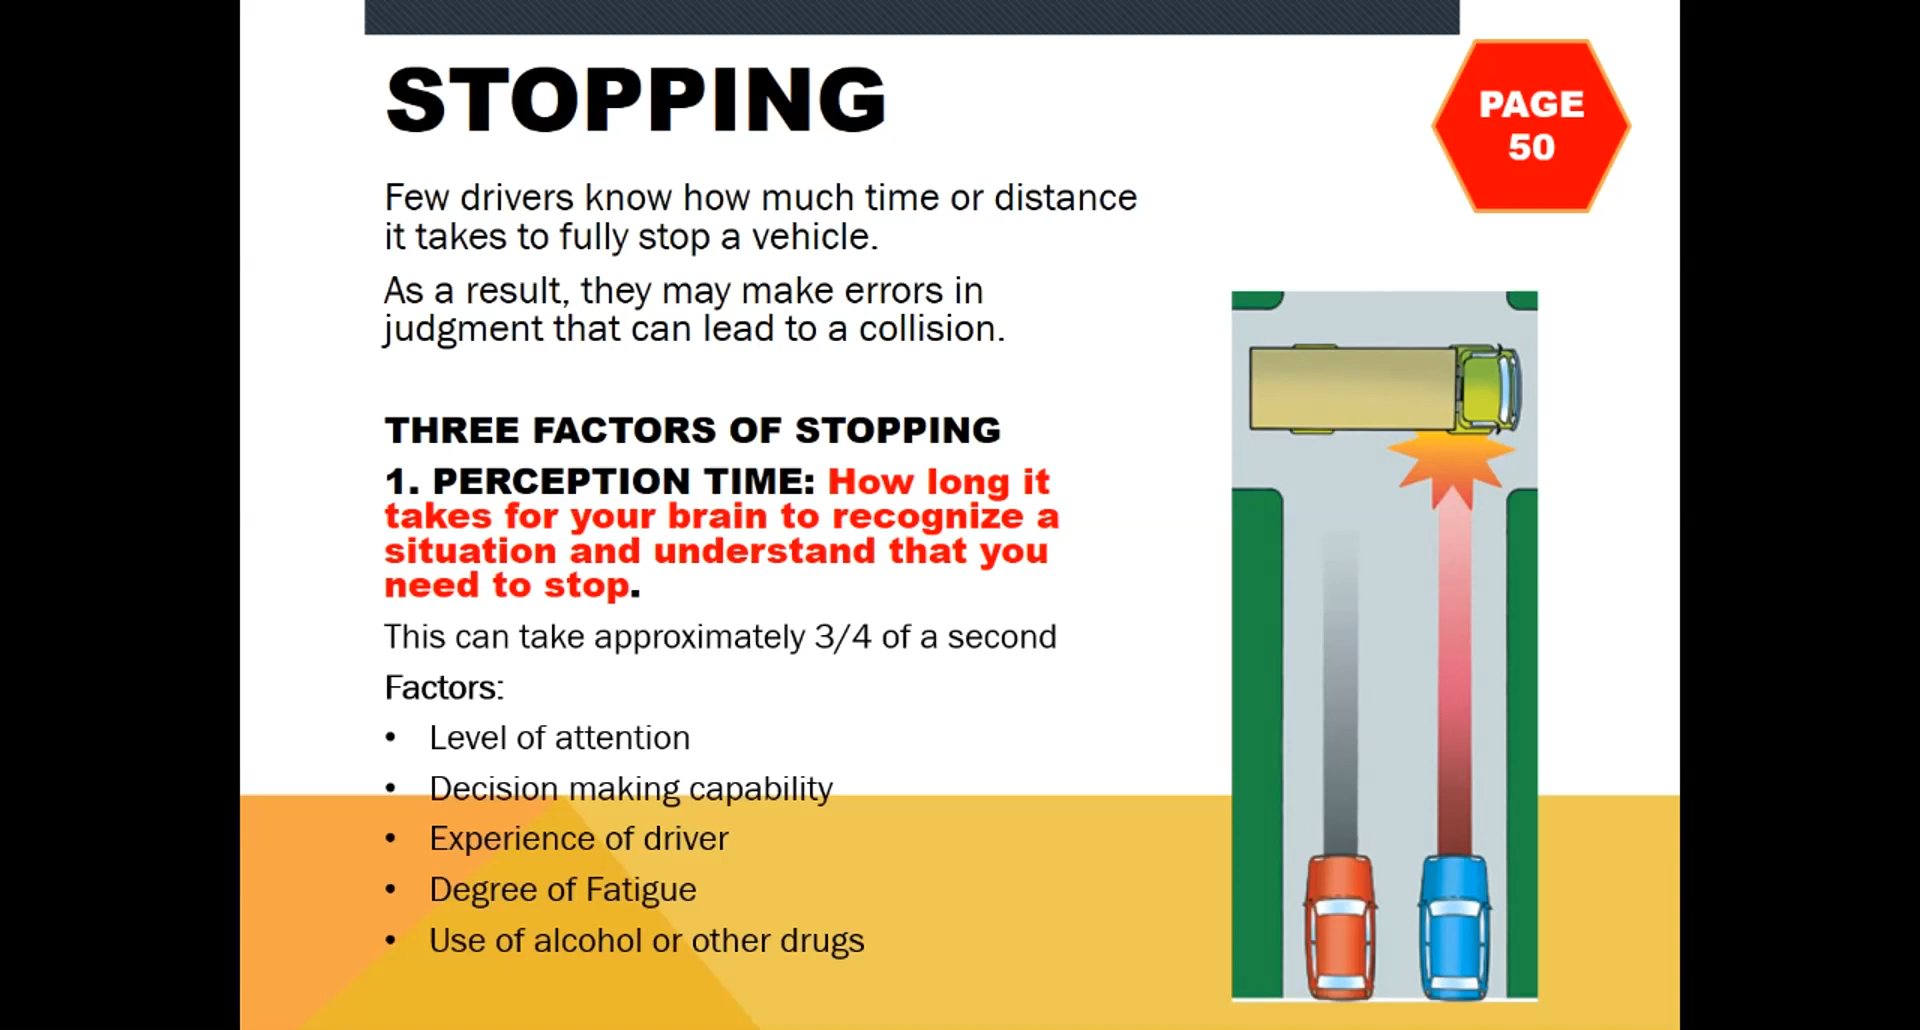 STOPPING
PAGE
50
Few drivers know how much time or distance
it takes to fully stop a vehicle.
As a result, they may make errors in
judgment that can lead to a collision.
THREE FACTORS OF STOPPING
1. PERCEPTION TIME: How long it
takes for your brain to recognize a
situation and understand that you
need to stop.
This can take approximately 3/4 of a second
Factors:
• Level of attention
• Decision making capability
• Experience of driver
• Degree of Fatigue
• Use of alcohol or other drugs